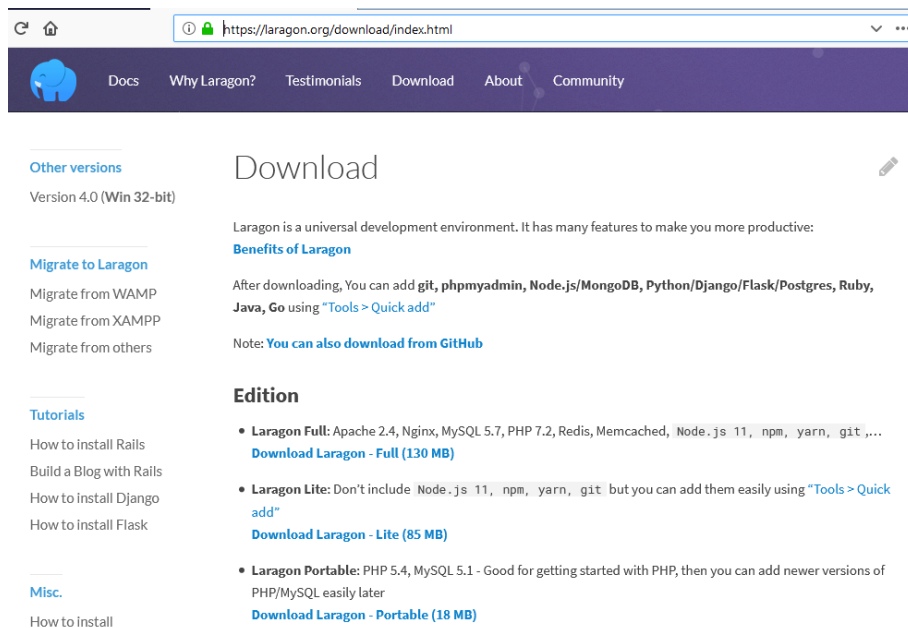 https://laragon.org/download/index.html
Docs Why Laragon? Testimonials Download About Community
Other versions
Version 4.0 (Win 32-bit)
Migrate to Laragon
Migrate from WAMP
Migrate from XAMPP
Migrate from others
Tutorials
How to install Rails
Build a Blog with Rails
How to install Django
How to install Flask
Misc.
How to install
Download
Laragon is a universal development environment. It has many features to make you more productive:
Benefits of Laragon
After downloading, You can add git, phpmyadmin, Node.js/MongoDB, Python/Django/Flask/Postgres, Ruby,
Java, Go using “Tools > Quick add”
Note: You can also download from GitHub
Edition
• Laragon Full: Apache 2.4, Nginx, MySQL 5.7, PHP 7.2, Redis, Memcached, Node.js 11, npm, yarn, git ,...
Download Laragon - Full (130 MB)
• Laragon Lite: Don't include Node.js 11, npm, yarn, git but you can add them easily using “Tools > Quick
add”
Download Laragon - Lite (85 MB)
• Laragon Portable: PHP 5.4, MySQL 5.1 - Good for getting started with PHP, then you can add newer versions of
PHP/MySQL easily later
Download Laragon - Portable (18 MB)